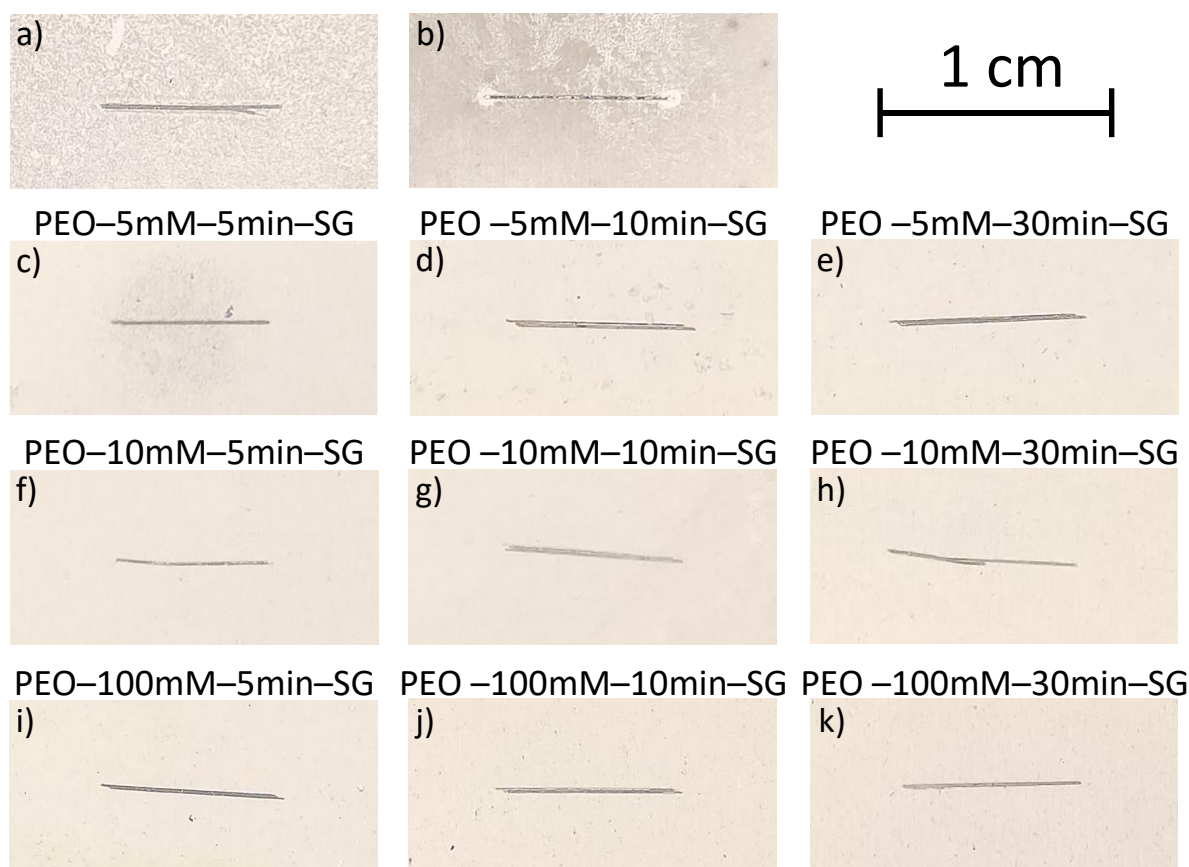 a)
b)
1 cm
PEO–5mM–5min–SG
PEO –5mM–10min–SG
PEO –5mM–30min–SG
c)
d)
e)
PEO–10mM–5min–SG
PEO –10mM–10min–SG
PEO –10mM–30min–SG
f)
g)
h)
PEO–100mM–5min–SG
PEO –100mM–10min–SG
PEO –100mM–30min–SG
i)
j)
k)